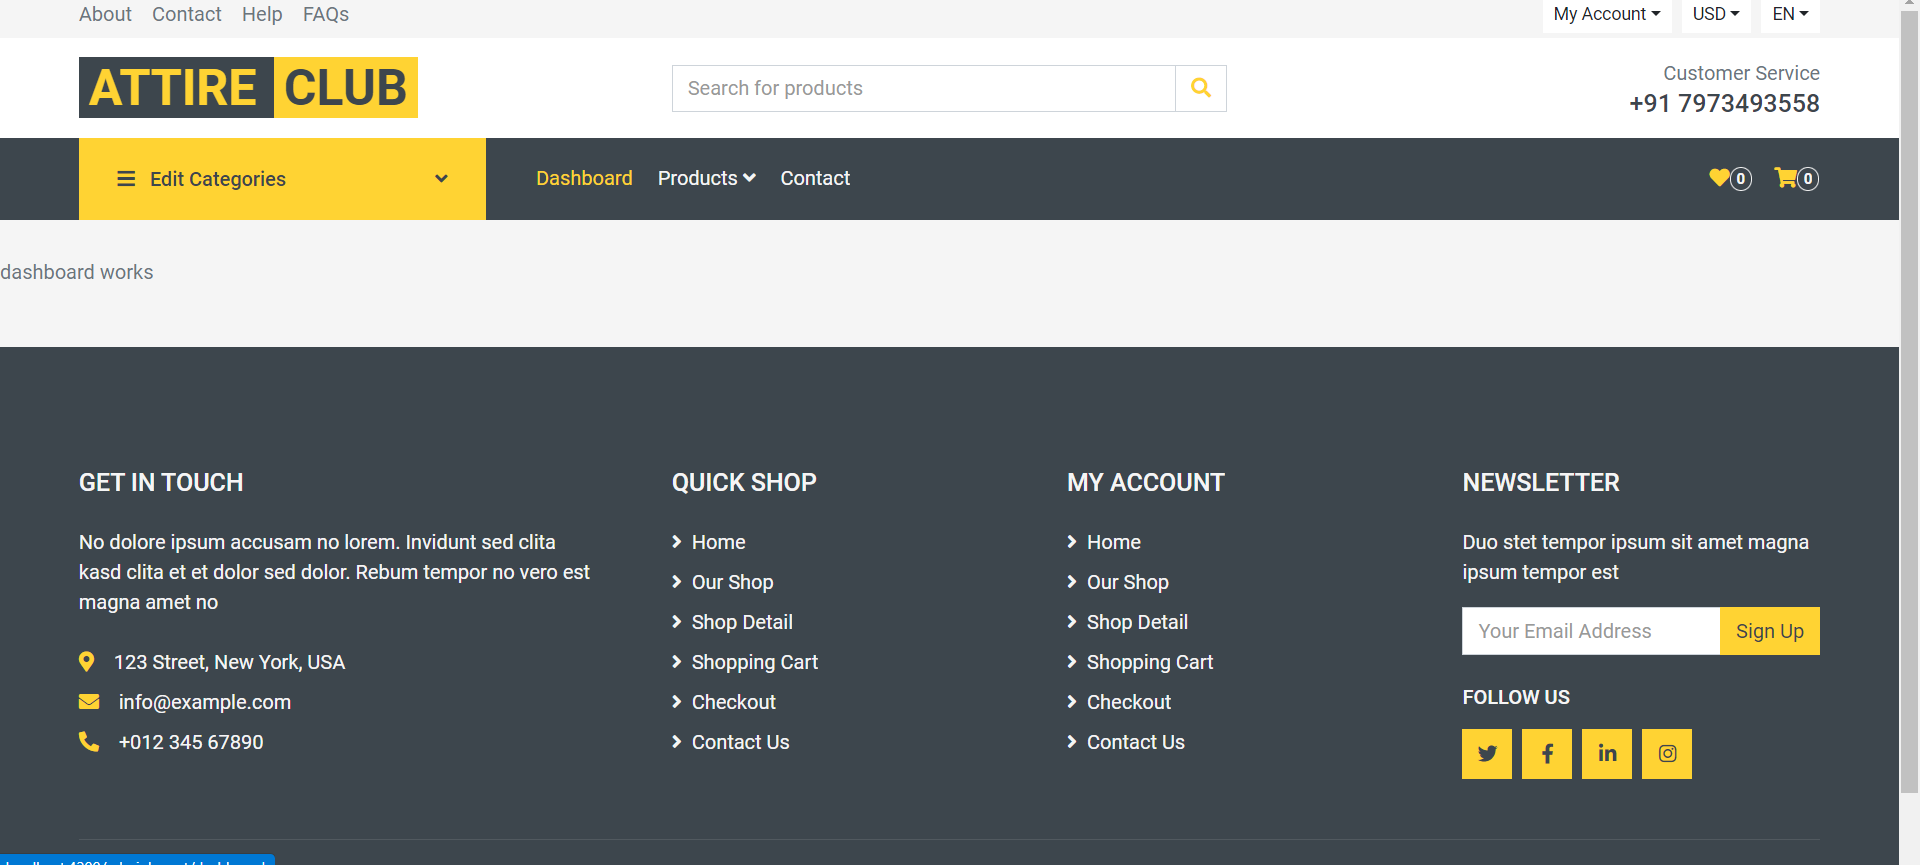 About Contact Help FAQs
My Account USD EN
ATTIRE CLUB
Search for products
Customer Service
+91 7973493558
Edit Categories
Dashboard Products Contact
0 0
dashboard works
GET IN TOUCH
No dolore ipsum accusam no lorem. Invidunt sed clita
kasd clita et et dolor sed dolor. Rebum tempor no vero est
magna amet no
123 Street, New York, USA
info@example.com
+012 345 67890
QUICK SHOP
Home
Our Shop
Shop Detail
Shopping Cart
Checkout
Contact Us
MY ACCOUNT
Home
Our Shop
Shop Detail
Shopping Cart
Checkout
Contact Us
NEWSLETTER
Duo stet tempor ipsum sit amet magna
ipsum tempor est
Your Email Address Sign Up
FOLLOW US